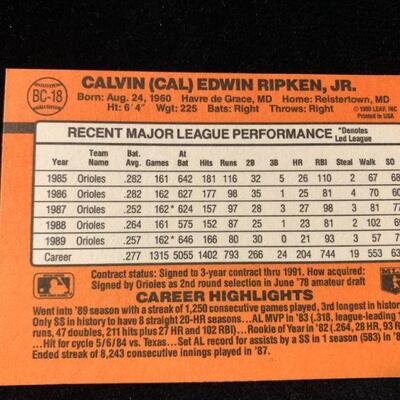 BC-18
CALVIN (CAL) EDWIN RIPKEN, JR.
Born: Aug. 24, 1960 Havre de Grace, MD Home: Reistertown, MD
Ht: 6'4" Wgt: 225 Bats: Right Throws: Right
©1989 LEAF, INC
Printed in USA
RECENT MAJOR LEAGUE PERFORMANCE *Denotes Led League
Year Team Name Bat. Avg. Games At Bat Hits Runs 2B 3B HR RBI Steal Walk SO
1985 Orioles .282 161 642 181 116 32 5 26 110 2 67 68
1986 Orioles .282 162 627 177 98 35 1 25 81 4 70 60
1987 Orioles .252 162* 624 157 97 28 3 27 98 3 81 77
1988 Orioles .264 161 575 152 87 25 1 23 81 2 102 69
1989 Orioles .257 162* 646 166 80 30 0 21 93 3 57 72
Career .277 1315 5055 1402 793 266 24 204 744 19 553 63
Contract status: Signed to 3-year contract thru 1991. How acquired:
Signed by Orioles as 2nd round selection in June '78 amateur draft
CAREER HIGHLIGHTS
Went into '89 season with a streak of 1,250 consecutive games played, 3rd longest in history
Only SS in history to have 8 straight 20-HR seasons...AL MVP in '83 (.318, league-leading 1
runs, 47 doubles, 211 hits plus 27 HR and 102 RBI)...Rookie of Year in '82 (.264, 28 HR, 93 R
... Hit for cycle 5/6/84 vs. Texas... Set AL record for assists by a SS in 1 season (583) in '8
Ended streak of 8,243 consecutive innings played in '87.